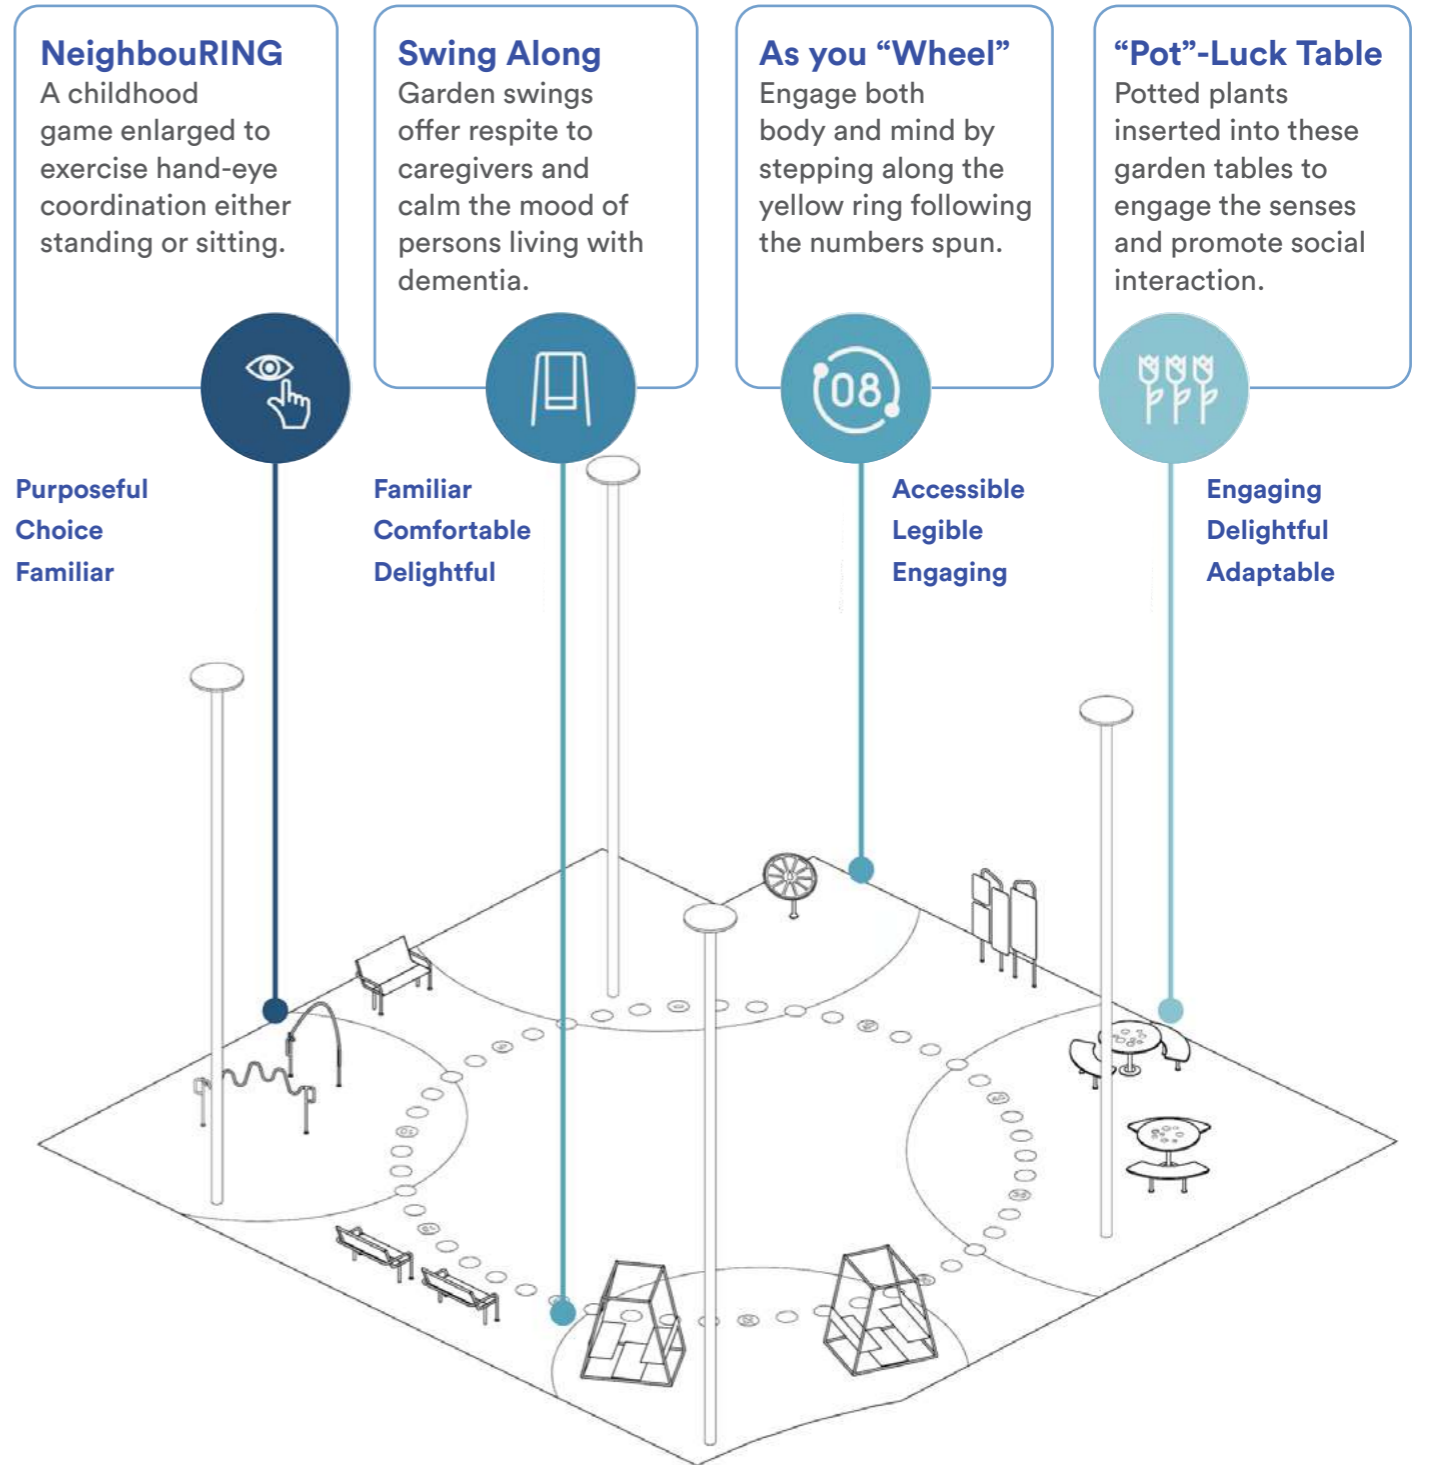 NeighbouRING
A childhood
game enlarged to
exercise hand-eye
coordination either
standing or sitting.
Swing Along
Garden swings
offer respite to
caregivers and
calm the mood of
persons living with
dementia.
As you “Wheel”
Engage both
body and mind by
stepping along the
yellow ring following
the numbers spun.
“Pot”-Luck Table
Potted plants
inserted into these
garden tables to
engage the senses
and promote social
interaction.
08
Purposeful
Choice
Familiar
Familiar
Comfortable
Delightful
Accessible
Legible
Engaging
Engaging
Delightful
Adaptable